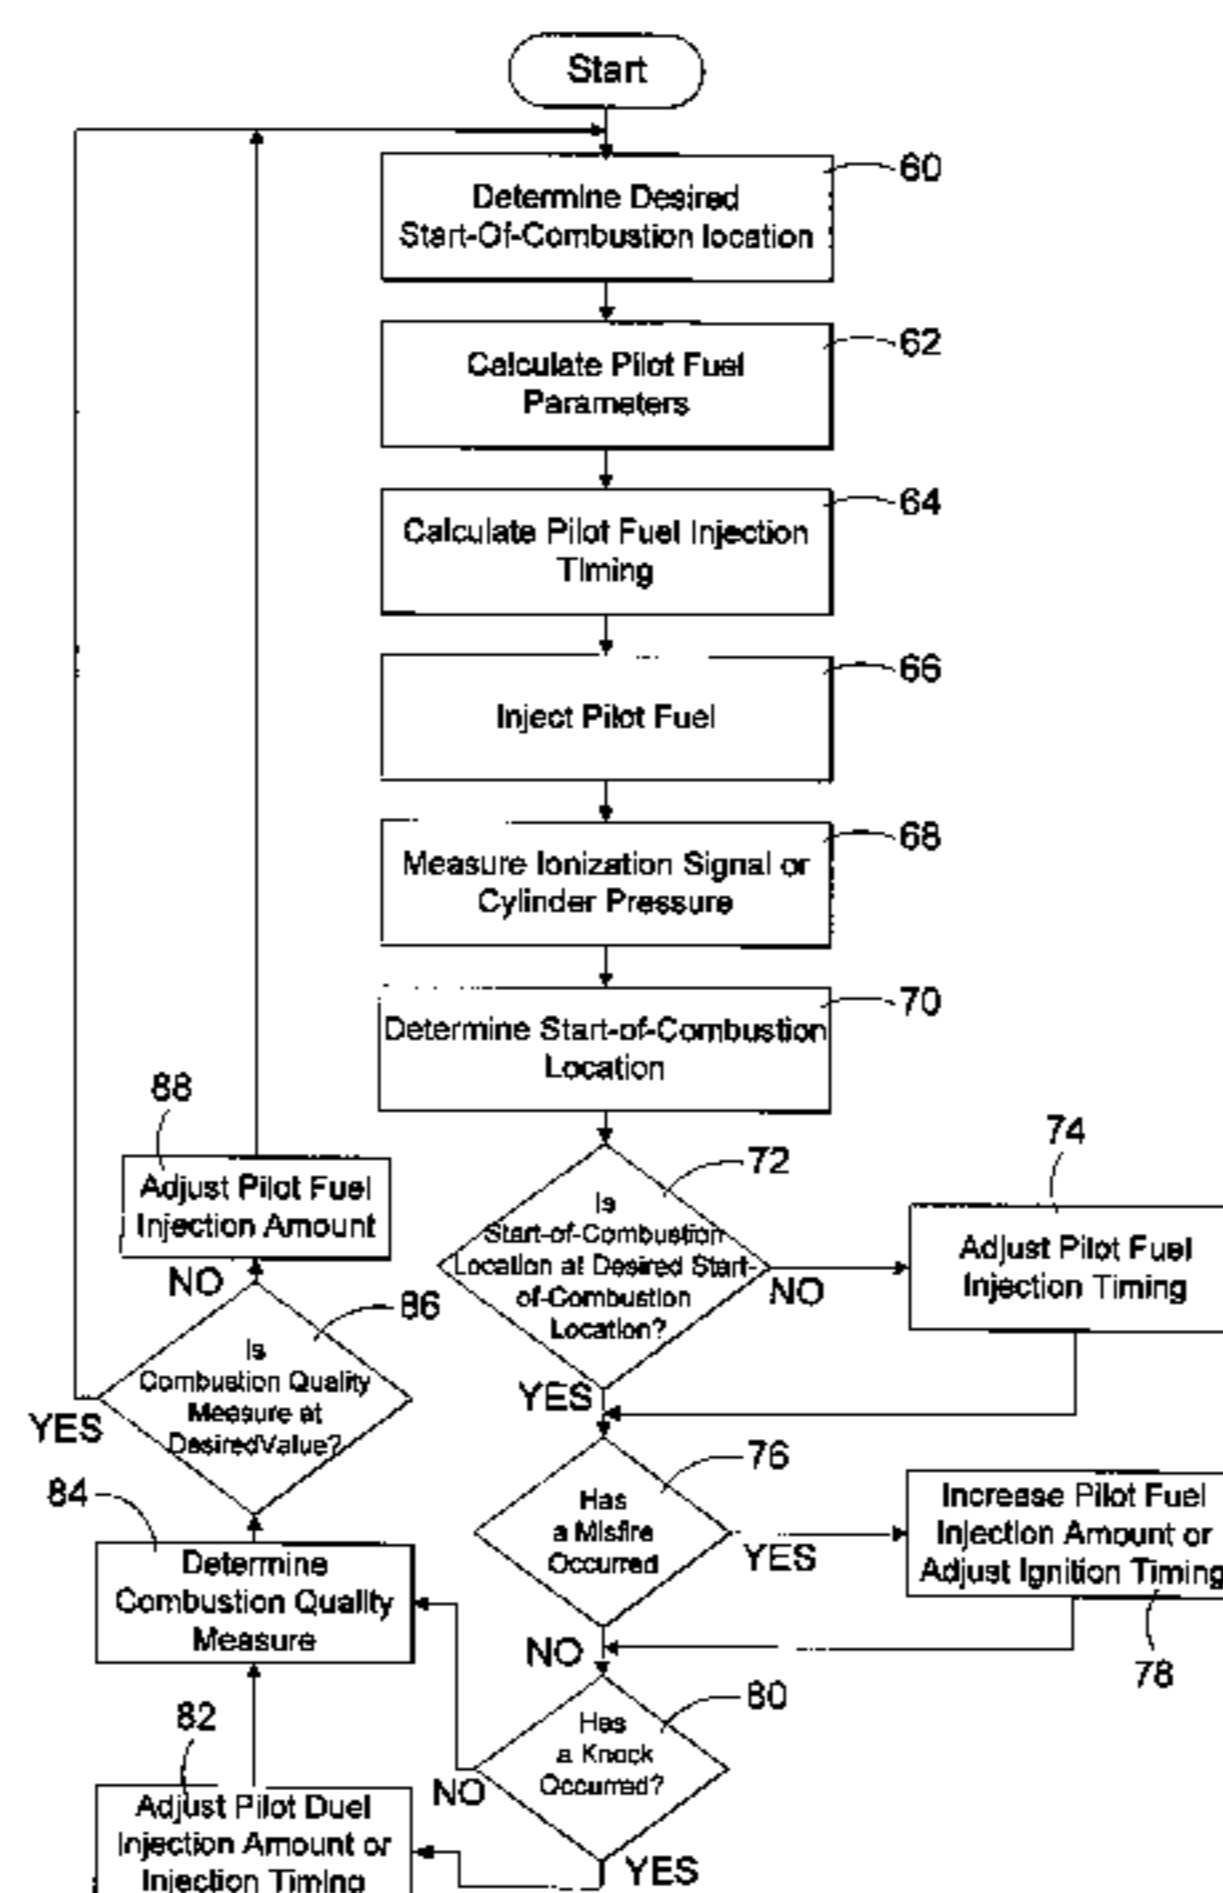 Start
60
Determine Desired
Start-Of-Combustion location
62
Calculate Pilot Fuel
Parameters
64
Calculate Pilot Fuel Injection
Timing
66
Inject Pilot Fuel
68
Measure Ionization Signal or
Cylinder Pressure
70
Determine Start-of-Combustion
Location
72
Is
Start-of-Combustion
Location at Desired Start-
of-Combustion
Location?
NO
74
Adjust Pilot Fuel
Injection Timing
YES
76
Has
a Misfire
Occurred
YES
Increase Pilot Fuel
Injection Amount or
Adjust Ignition Timing
78
NO
80
Has
a Knock
Occurred?
NO
YES
82
Adjust Pilot Duel
Injection Amount or
Injection Timing
84
Determine
Combustion Quality
Measure
86
Is
Combustion Quality
Measure at
DesiredValue?
YES
NO
88
Adjust Pilot Fuel
Injection Amount